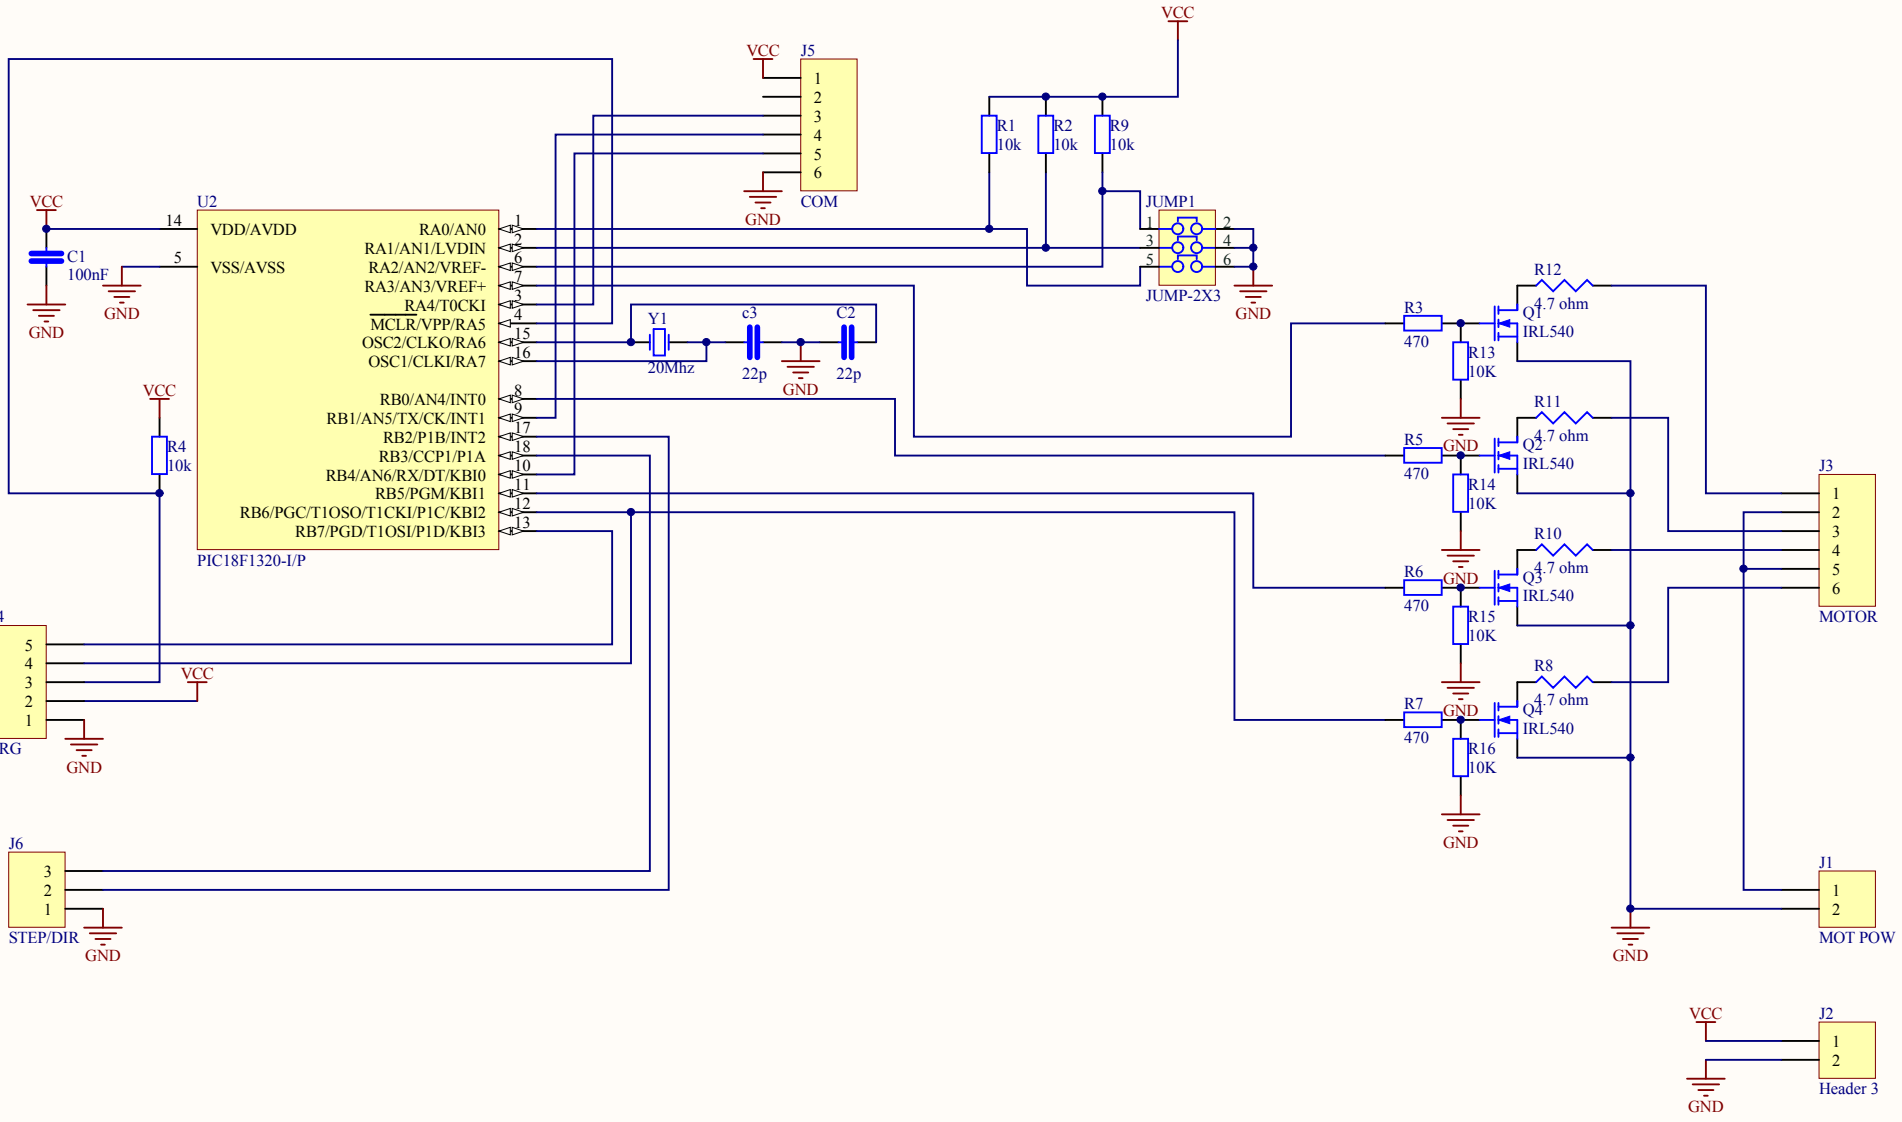 VCC
VCC
J5
1
2
3
4
5
6
GND
COM
R1
10k
R2
10k
R9
10k
JUMP1
1
2
3
4
5
6
JUMP-2X3
GND
VCC
C1
100nF
GND
GND
U2
14
VDD/AVDD
5
VSS/AVSS
RA0/AN0
1
RA1/AN1/LVDIN
2
RA2/AN2/VREF-
6
RA3/AN3/VREF+
7
RA4/T0CKI
3
MCLR/VPP/RA5
4
OSC2/CLKO/RA6
15
OSC1/CLKI/RA7
16
RB0/AN4/INT0
8
RB1/AN5/TX/CK/INT1
9
RB2/P1B/INT2
17
RB3/CCP1/P1A
18
RB4/AN6/RX/DT/KBI0
10
RB5/PGM/KBI1
11
RB6/PGC/T1OSO/T1CKI/P1C/KBI2
12
RB7/PGD/T1OSI/P1D/KBI3
13
PIC18F1320-I/P
Y1
20Mhz
c3
22p
GND
C2
22p
VCC
R4
10k
R12
4.7 ohm
R3
470
Q1
IRL540
R13
10K
GND
R11
4.7 ohm
R5
470
Q2
IRL540
R14
10K
GND
R10
4.7 ohm
R6
470
Q3
IRL540
R15
10K
GND
R8
4.7 ohm
R7
470
Q4
IRL540
R16
10K
GND
J3
1
2
3
4
5
6
MOTOR
4
5
4
3
2
1
RG
VCC
GND
J6
3
2
1
STEP/DIR
GND
J1
1
2
MOT POW
GND
VCC
J2
1
2
Header 3
GND